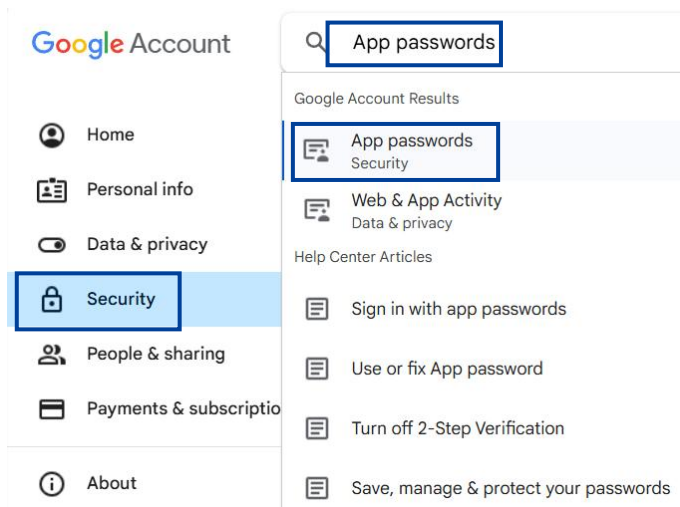 Google Account
Home
Personal info
Data & privacy
Security
People & sharing
Payments & subscriptio
About
App passwords
Google Account Results
App passwords
Security
Web & App Activity
Data & privacy
Help Center Articles
Sign in with app passwords
Use or fix App password
Turn off 2-Step Verification
Save, manage & protect your passwords